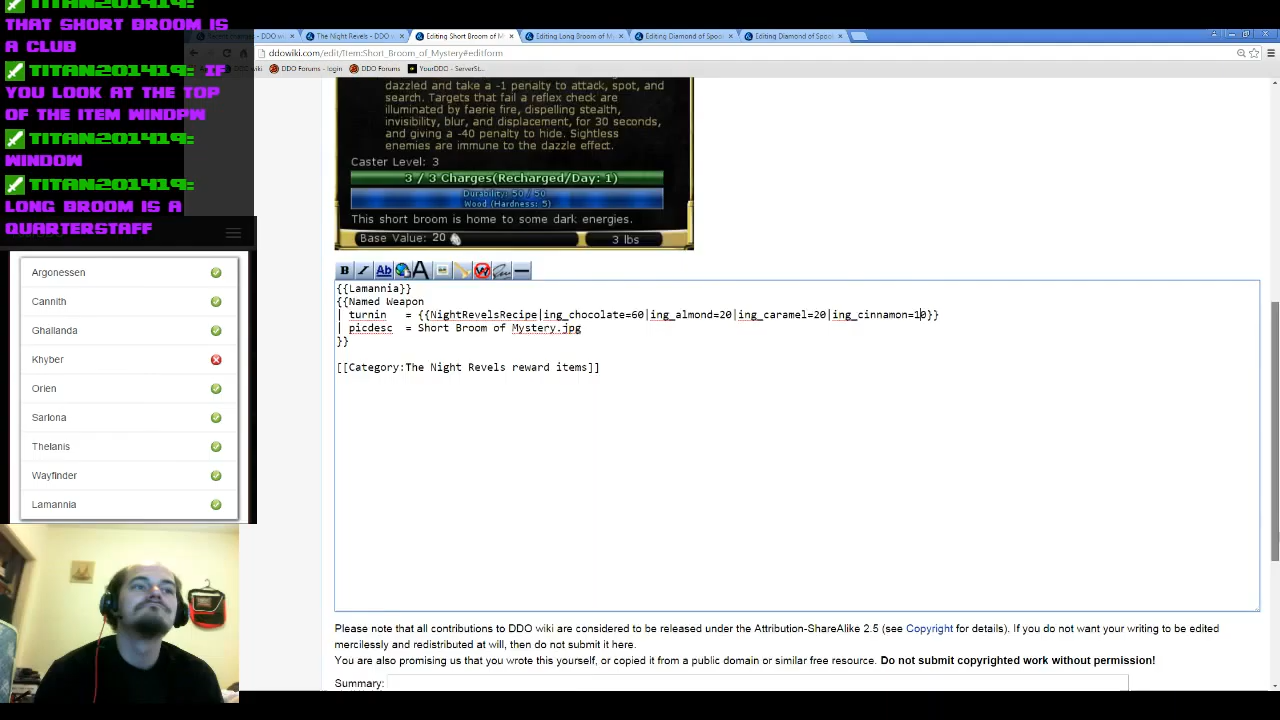 TITAN201419:
THAT SHORT BROOM IS
A CLUB
TITAN201419: IF
YOU LOOK AT THE TOP
OF THE ITEM WINDPW
TITAN201419:
WINDOW
TITAN201419:
LONG BROOM IS A
QUARTERSTAFF
Argonessen
Cannith
Ghallanda
Khyber
Orien
Sarlona
Thelanis
Wayfinder
Lamannia
The Night Revels - DDO w
Editing Short Broom of M
Editing Long Broom of My
Editing Diamond of Spoo
Editing Diamond of Spoo
ddowiki.com/edit/Item:Short_Broom_of_Mystery#editform
DDO Forums - login
DDO Forums
YourDDO - ServerSt...
dazzled and take a -1 penalty to attack, spot, and
search. Targets that fail a reflex check are
illuminated by faerie fire, dispelling stealth,
invisibility, blur, and displacement, for 30 seconds,
and giving a -40 penalty to hide. Sightless
enemies are immune to the dazzle effect.
Caster Level: 3
3 / 3 Charges(Recharged/Day: 1)
Durability: 50 / 50
Wood (Hardness: 5)
This short broom is home to some dark energies.
Base Value: 20
3 lbs
B I Ab A W
{{Lamannia}}
{{Named Weapon
| turnin = {{NightRevelsRecipe|ing_chocolate=60|ing_almond=20|ing_caramel=20|ing_cinnamon=10}}
| picdesc = Short Broom of Mystery.jpg
}}
[[Category:The Night Revels reward items]]
Please note that all contributions to DDO wiki are considered to be released under the Attribution-ShareAlike 2.5 (see Copyright for details). If you do not want your writing to be edited
mercilessly and redistributed at will, then do not submit it here.
You are also promising us that you wrote this yourself, or copied it from a public domain or similar free resource. Do not submit copyrighted work without permission!
Summary: